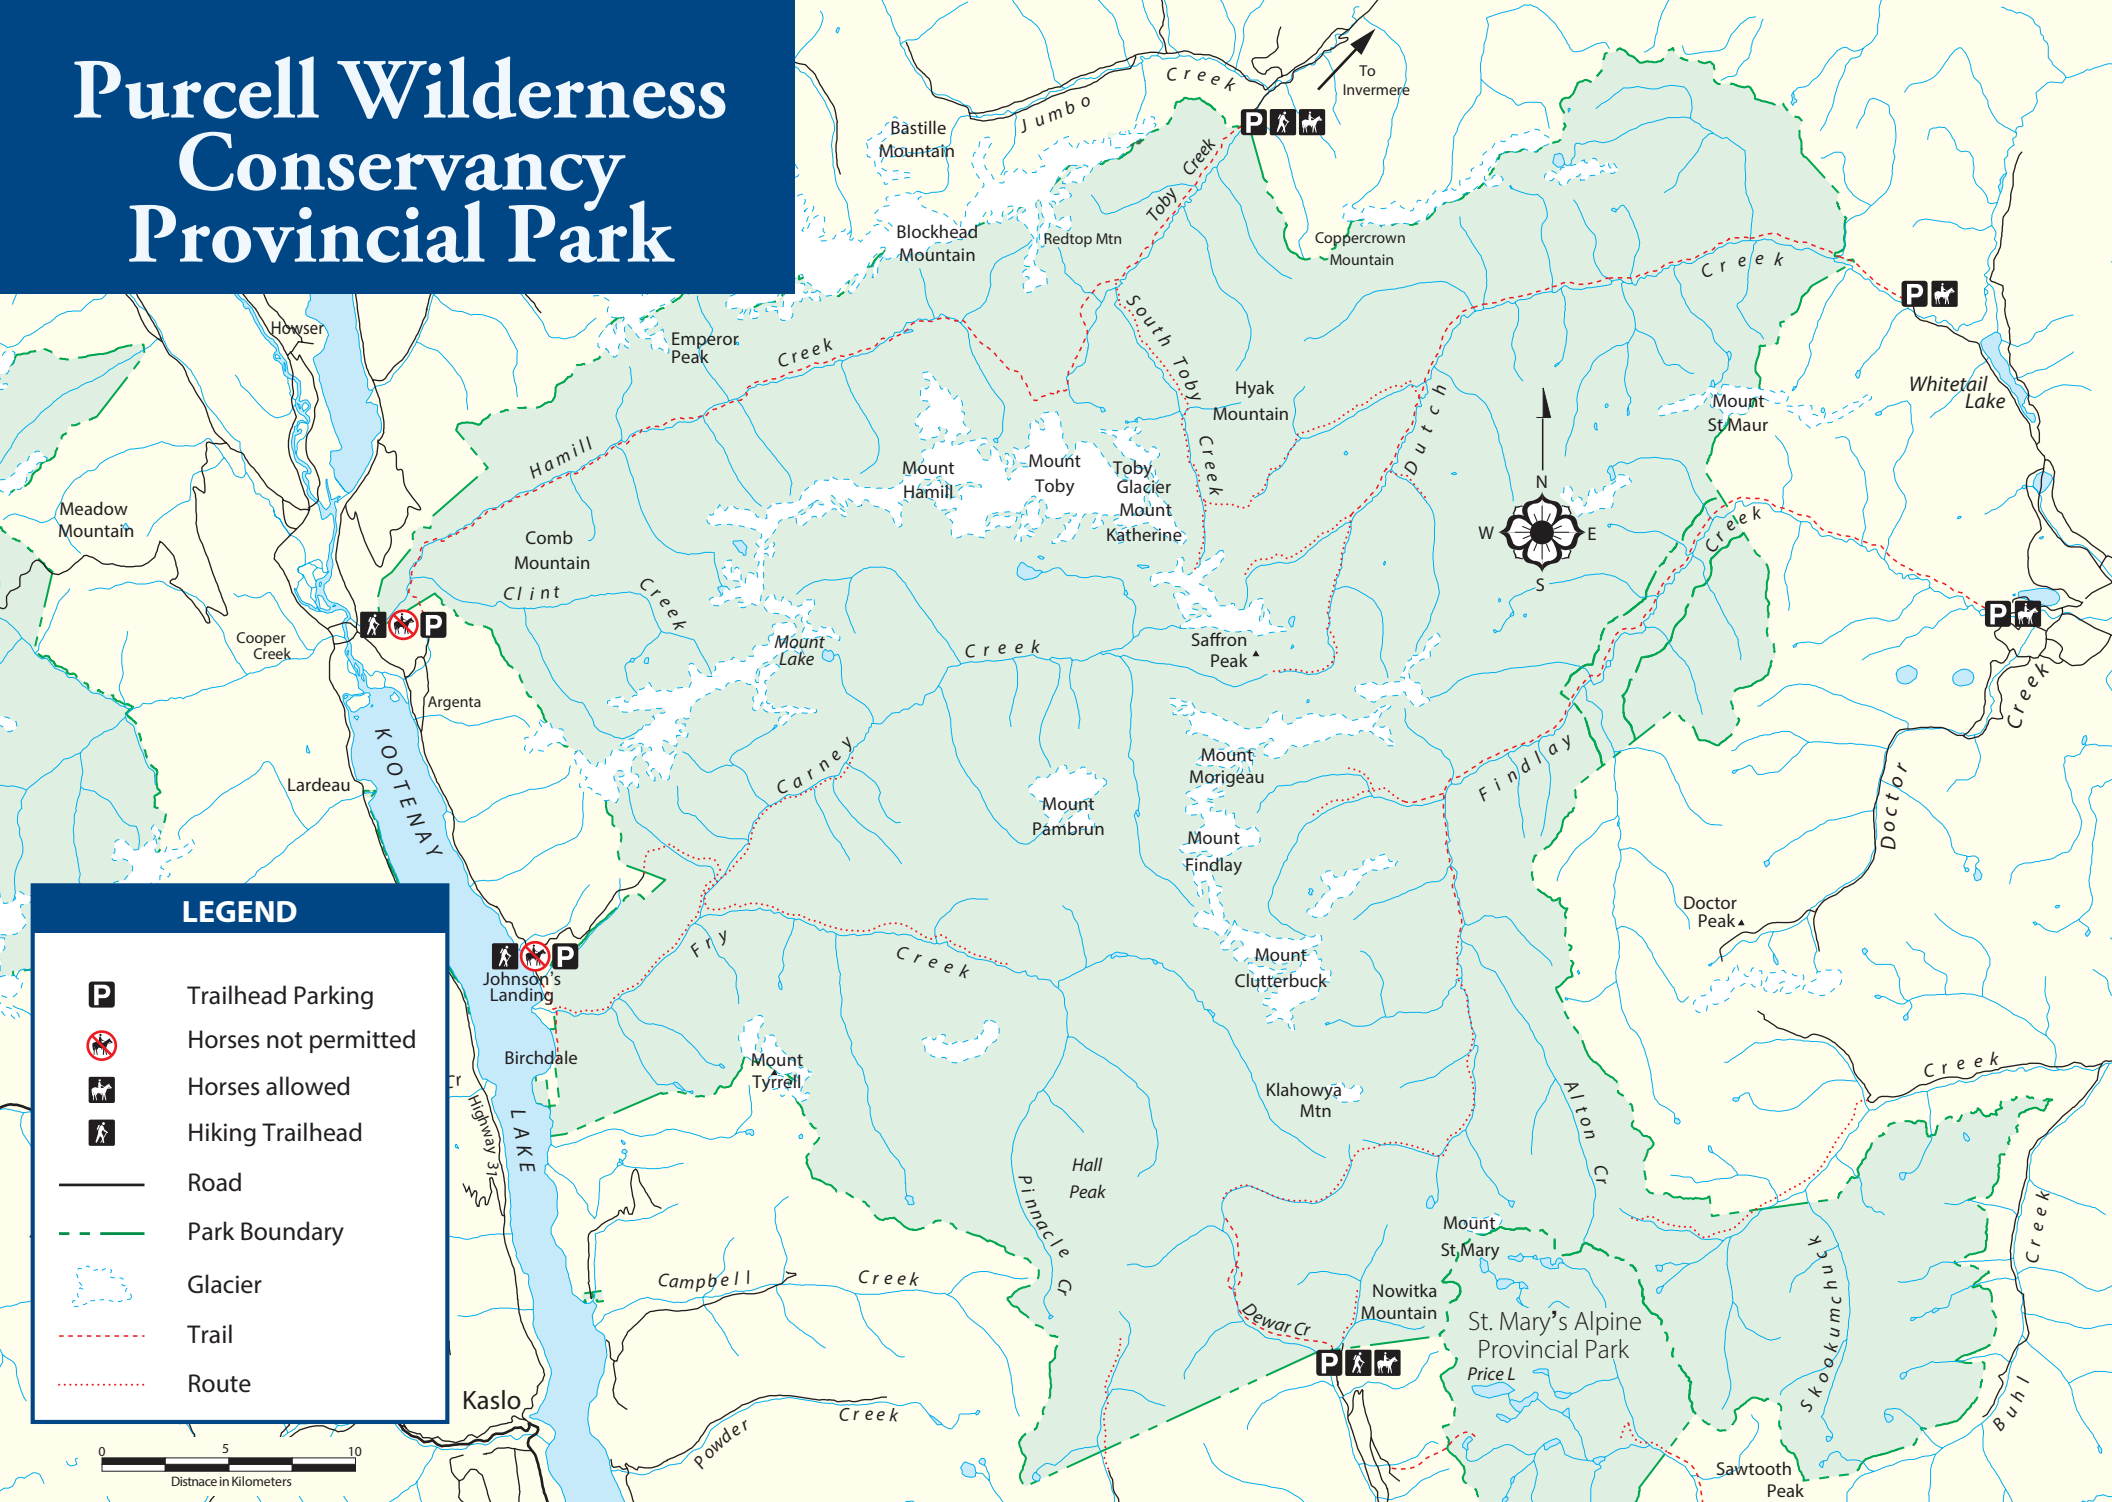 Purcell Wilderness
Conservancy
Provincial Park
To
Invermere
Creek
Jumbo
Bastille
Mountain
Toby Creek
Blockhead
Mountain
Redtop Mtn
Coppercrown
Mountain
Creek
Howser
Emperor
Peak
Creek
South Toby
Creek
Hyak
Mountain
Dutch
Mount
St Maur
Whitetail
Lake
Hamill
Mount
Hamill
Mount
Toby
Toby
Glacier
Mount
Katherine
N
W
E
S
Creek
Meadow
Mountain
Comb
Mountain
Clint
Creek
Cooper
Creek
Mount
Lake
Creek
Saffron
Peak
Argenta
Creek
KOOTENAY
Lardeau
Carney
Mount
Morigeau
Findlay
Doctor
Mount
Pambrun
Mount
Findlay
Doctor
Peak
Fry
Creek
Mount
Clutterbuck
Johnson's
Landing
Birchdale
Mount
Tyrrell
Klahowya
Mtn
Alton
Cr
Creek
Cr
Highway 31
LAKE
Hall
Peak
Pinnacle
Cr
Mount
St Mary
Skookumchuck
Creek
Buhl
Campbell
Creek
Nowitka
Mountain
Dewar Cr
St. Mary's Alpine
Provincial Park
Price L
Kaslo
Powder
Creek
Sawtooth
Peak
LEGEND
P Trailhead Parking
Horses not permitted
Horses allowed
Hiking Trailhead
Road
Park Boundary
Glacier
Trail
Route
0 5 10
Distnace in Kilometers
P
P
P
P
P
P